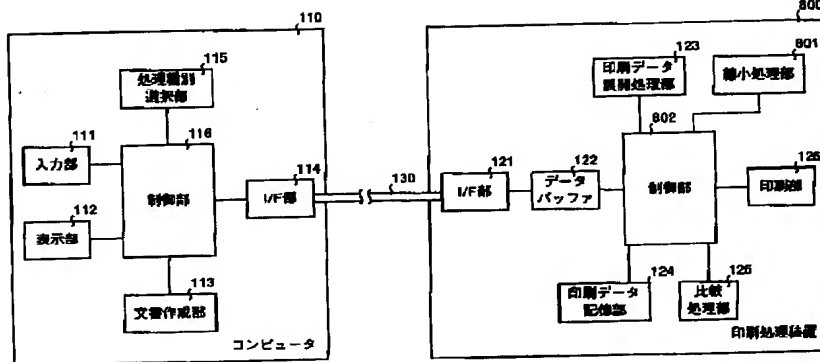 110
115
処理種別
選択部
116
111
入力部
制御部
114
I/F部
112
表示部
113
文書作成部
コンピュータ
130
800
123
印刷データ
展開処理部
801
縮小処理部
802
121
I/F部
122
データ
バッファ
制御部
126
印刷部
124
印刷データ
記憶部
125
比較
処理部
印刷処理装置